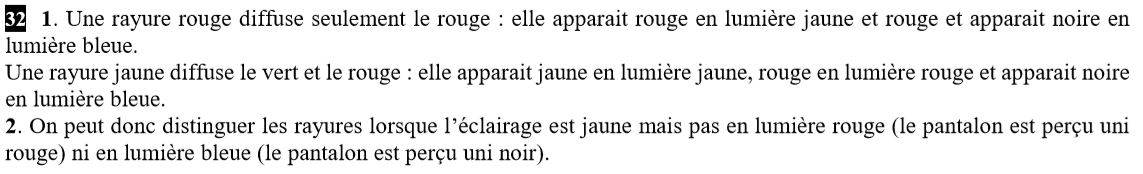 32 1. Une rayure rouge diffuse seulement le rouge : elle apparait rouge en lumière jaune et rouge et apparait noire en
lumière bleue.
Une rayure jaune diffuse le vert et le rouge : elle apparait jaune en lumière jaune, rouge en lumière rouge et apparait noire
en lumière bleue.
2. On peut donc distinguer les rayures lorsque l’éclairage est jaune mais pas en lumière rouge (le pantalon est perçu uni
rouge) ni en lumière bleue (le pantalon est perçu uni noir).